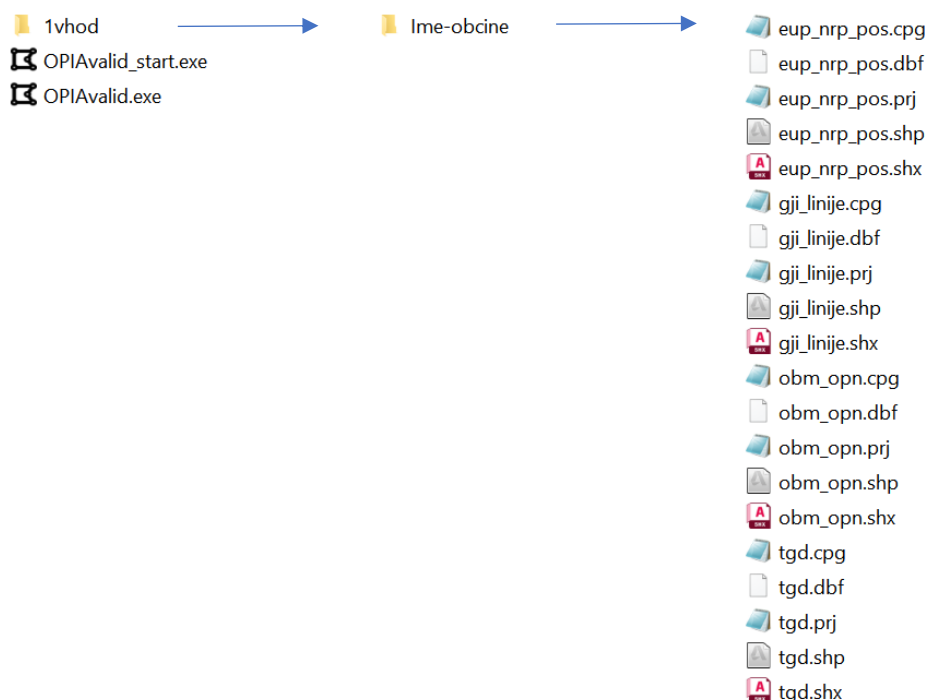 1vhod
OPIAvalid_start.exe
OPIAvalid.exe
Ime-obcine
eup_nrp_pos.cpg
eup_nrp_pos.dbf
eup_nrp_pos.prj
eup_nrp_pos.shp
eup_nrp_pos.shx
gji_linije.cpg
gji_linije.dbf
gji_linije.prj
gji_linije.shp
gji_linije.shx
obm_opn.cpg
obm_opn.dbf
obm_opn.prj
obm_opn.shp
obm_opn.shx
tgd.cpg
tgd.dbf
tgd.prj
tgd.shp
tgd.shx